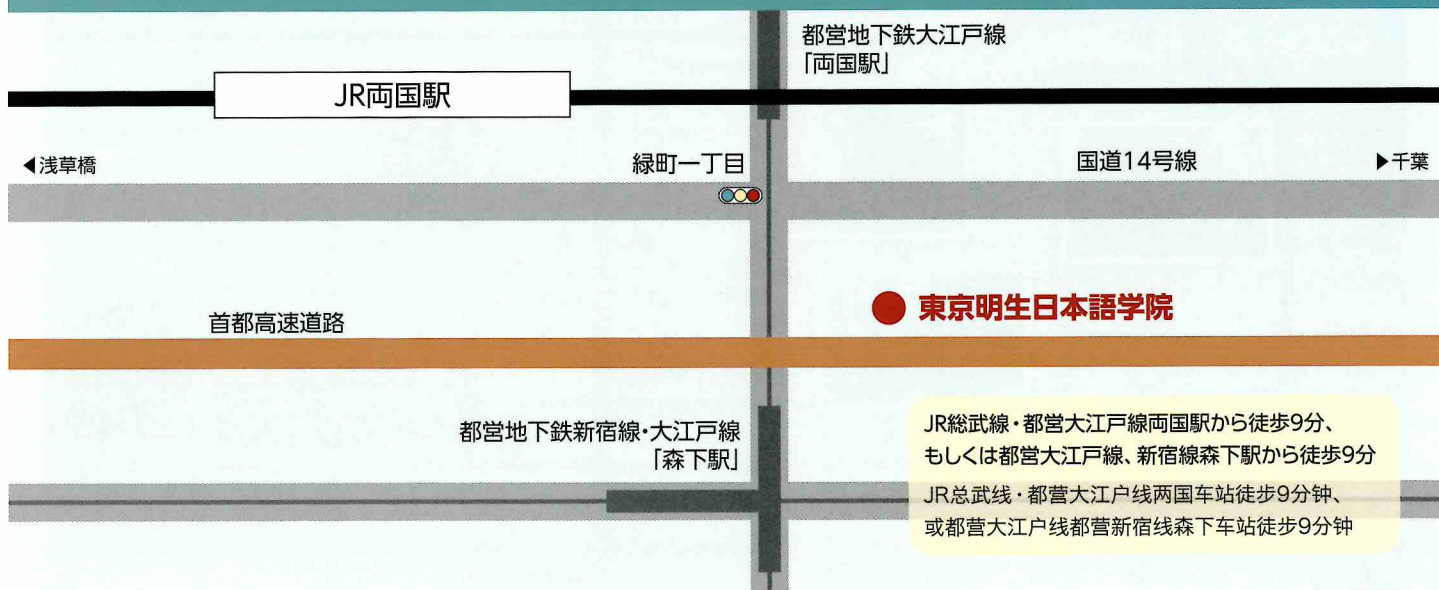 都営地下鉄大江戸線
「両国駅」
JR両国駅
◀浅草橋
緑町一丁目
国道14号線
▶千葉
東京明生日本語学院
首都高速道路
都営地下鉄新宿線・大江戸線
「森下駅」
JR総武線・都営大江戸線両国駅から徒歩9分、
もしくは都営大江戸線、新宿線森下駅から徒歩9分
JR总武线・都营大江户线两国车站徒步9分钟、
或都营大江户线都营新宿线森下车站徒步9分钟